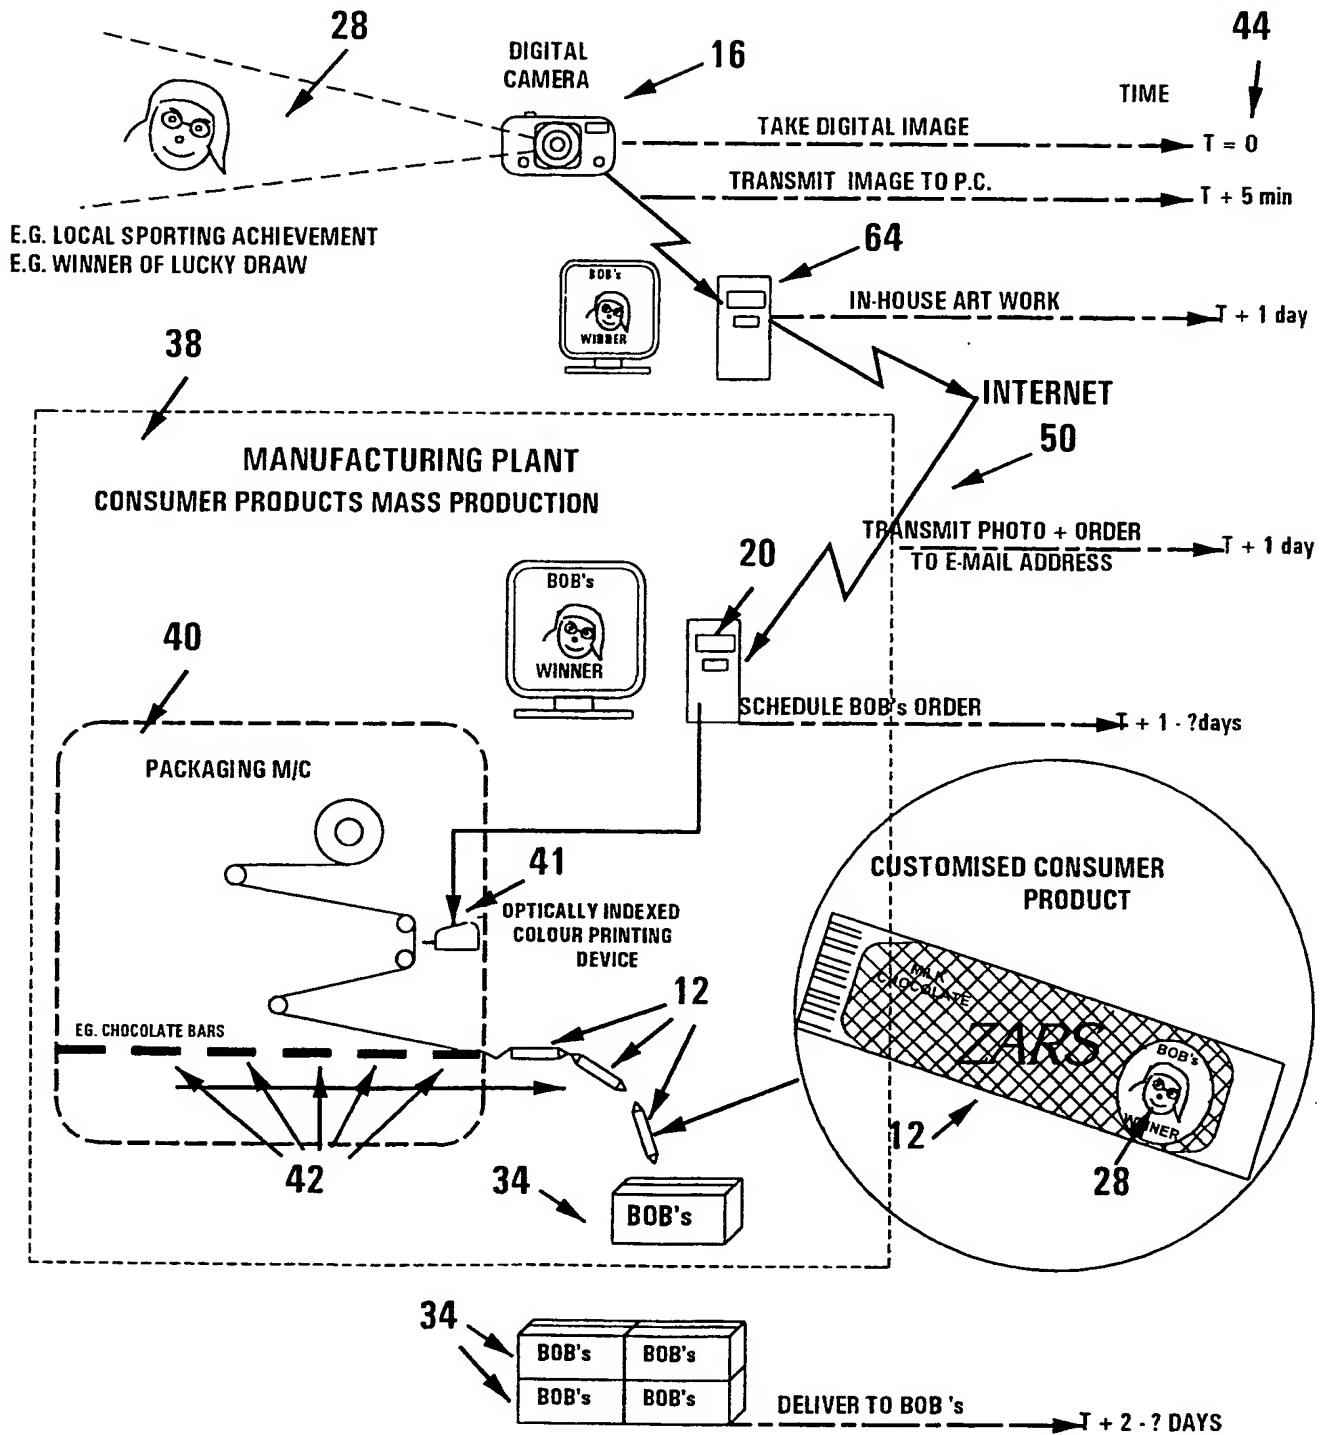 28
DIGITAL
CAMERA
16
44
TIME
TAKE DIGITAL IMAGE
T = 0
TRANSMIT IMAGE TO P.C.
T + 5 min
E.G. LOCAL SPORTING ACHIEVEMENT
E.G. WINNER OF LUCKY DRAW
64
BOB's
WINNER
IN-HOUSE ART WORK
T + 1 day
38
INTERNET
50
MANUFACTURING PLANT
CONSUMER PRODUCTS MASS PRODUCTION
TRANSMIT PHOTO + ORDER
TO E-MAIL ADDRESS
T + 1 day
20
BOB's
WINNER
40
SCHEDULE BOB's ORDER
T + 1 - ?days
PACKAGING M/C
41
OPTICALLY INDEXED
COLOUR PRINTING
DEVICE
CUSTOMISED CONSUMER
PRODUCT
12
EG. CHOCOLATE BARS
MILK
CHOCOLATE
ZARS
BOB's
WINNER
12
28
42
34
BOB's
34
BOB's BOB's
BOB's BOB's
DELIVER TO BOB 's
T + 2 - ? DAYS